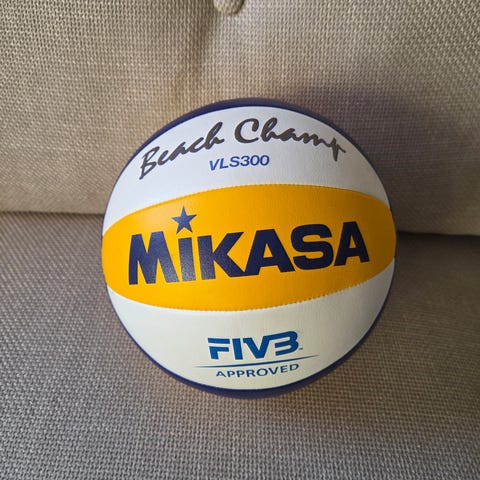 Beach Champ
VLS300
MIKASA
FIVB
APPROVED